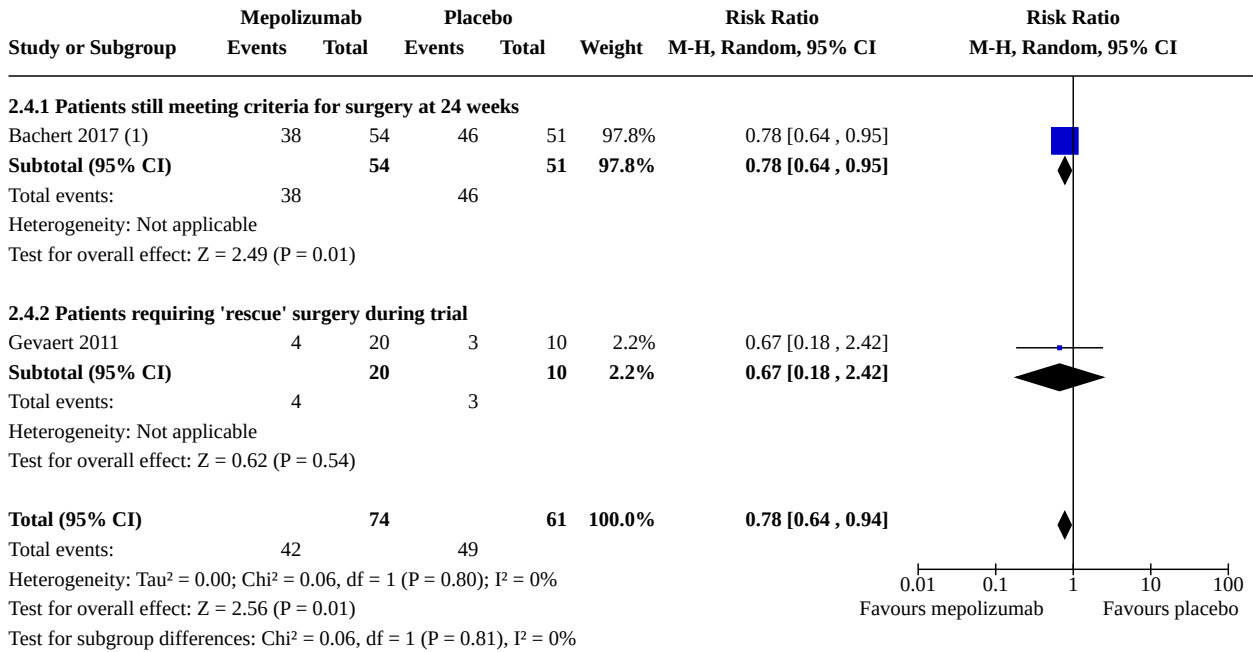 Mepolizumab Placebo Risk Ratio Risk Ratio
Study or Subgroup Events Total Events Total Weight M-H, Random, 95% CI M-H, Random, 95% CI
2.4.1 Patients still meeting criteria for surgery at 24 weeks
Bachert 2017 (1) 38 54 46 51 97.8% 0.78 [0.64 , 0.95]
Subtotal (95% CI) 54 51 97.8% 0.78 [0.64 , 0.95]
Total events: 38 46
Heterogeneity: Not applicable
Test for overall effect: Z = 2.49 (P = 0.01)
2.4.2 Patients requiring 'rescue' surgery during trial
Gevaert 2011 4 20 3 10 2.2% 0.67 [0.18 , 2.42]
Subtotal (95% CI) 20 10 2.2% 0.67 [0.18 , 2.42]
Total events: 4 3
Heterogeneity: Not applicable
Test for overall effect: Z = 0.62 (P = 0.54)
Total (95% CI) 74 61 100.0% 0.78 [0.64 , 0.94]
Total events: 42 49
Heterogeneity: Tau² = 0.00; Chi² = 0.06, df = 1 (P = 0.80); I² = 0%
0.01 0.1 1 10 100
Test for overall effect: Z = 2.56 (P = 0.01) Favours mepolizumab Favours placebo
Test for subgroup differences: Chi² = 0.06, df = 1 (P = 0.81), I² = 0%